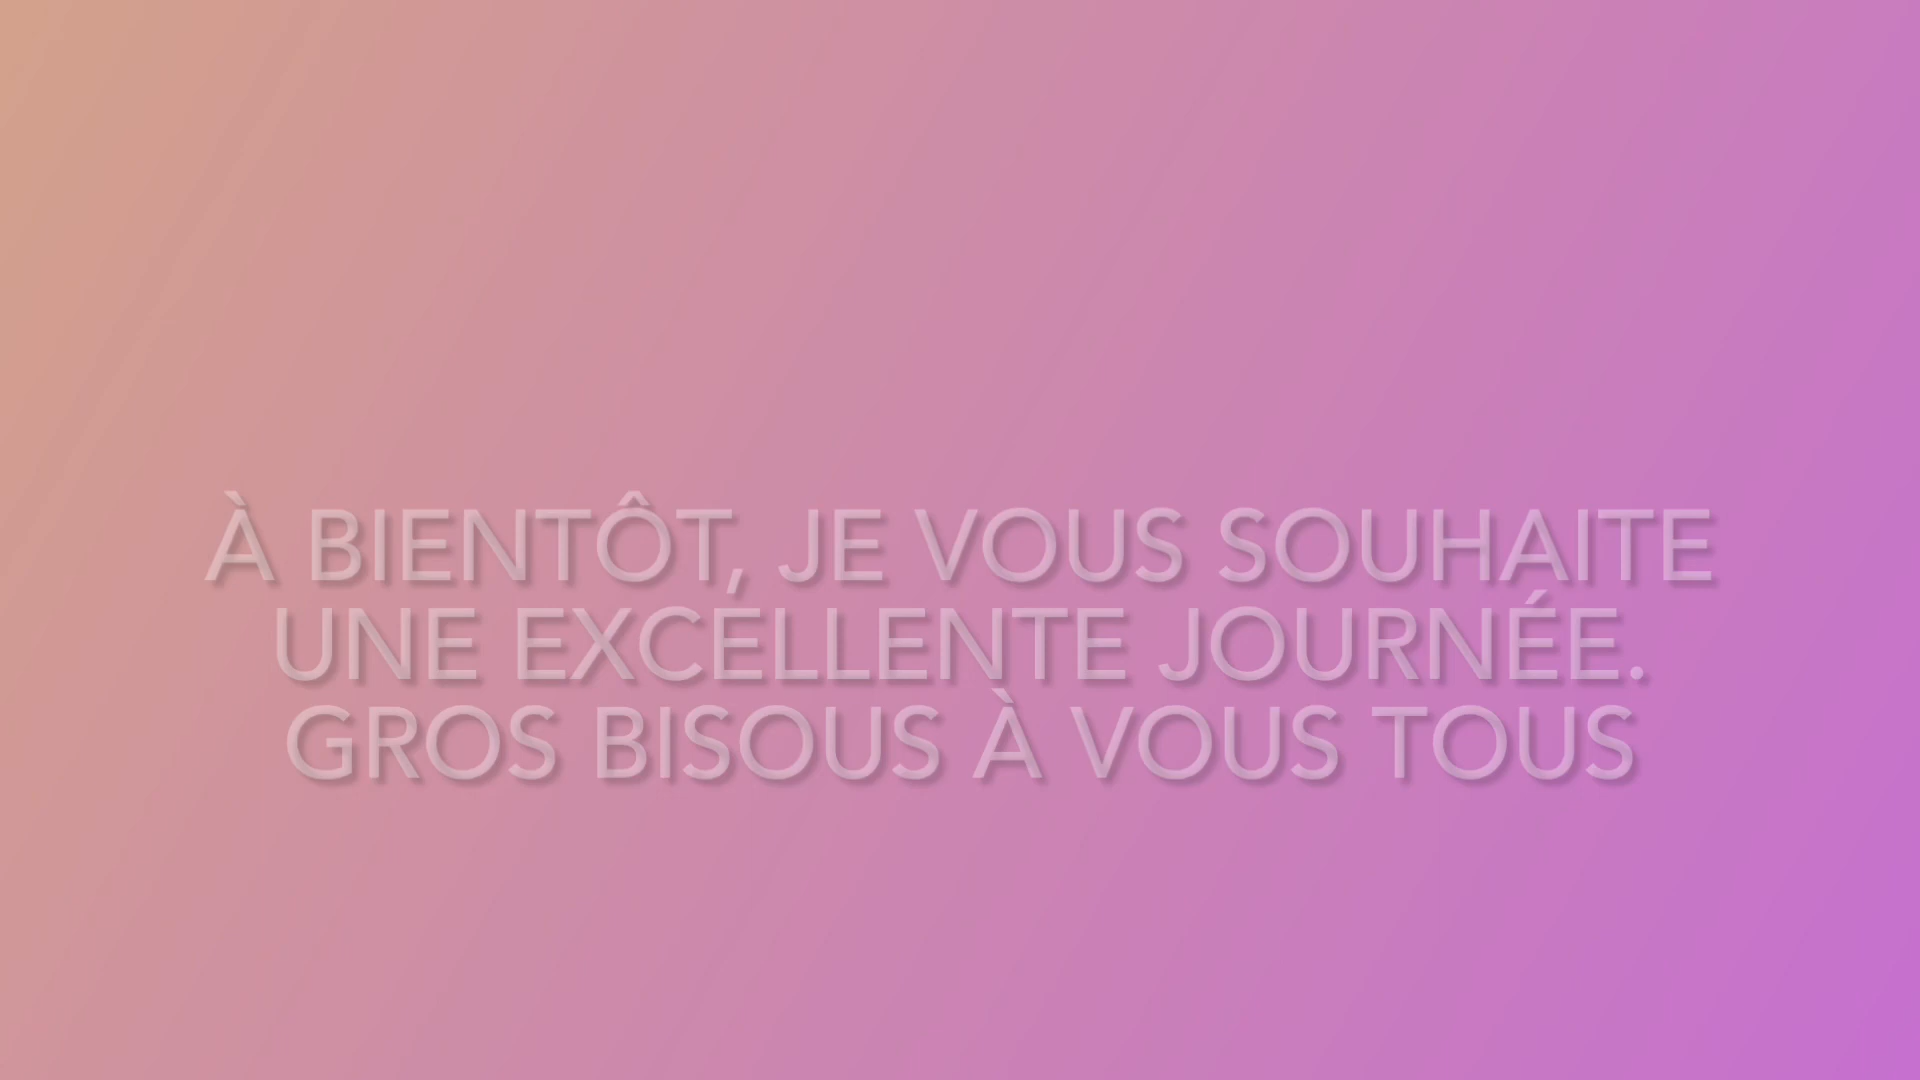 À BIENTÔT, JE VOUS SOUHAITE
UNE EXCELLENTE JOURNÉE.
GROS BISOUS À VOUS TOUS